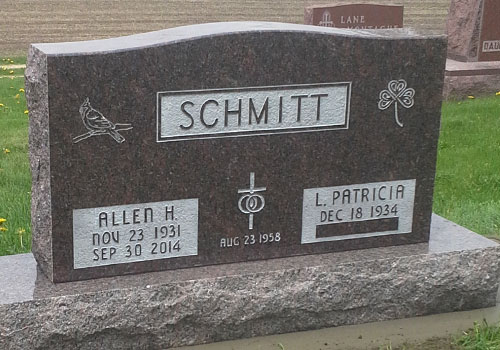 LANE
SCHMITT
ALLEN H.
NOV 23 1931
SEP 30 2014
AUG 23 1958
L. PATRICIA
DEC 18 1934